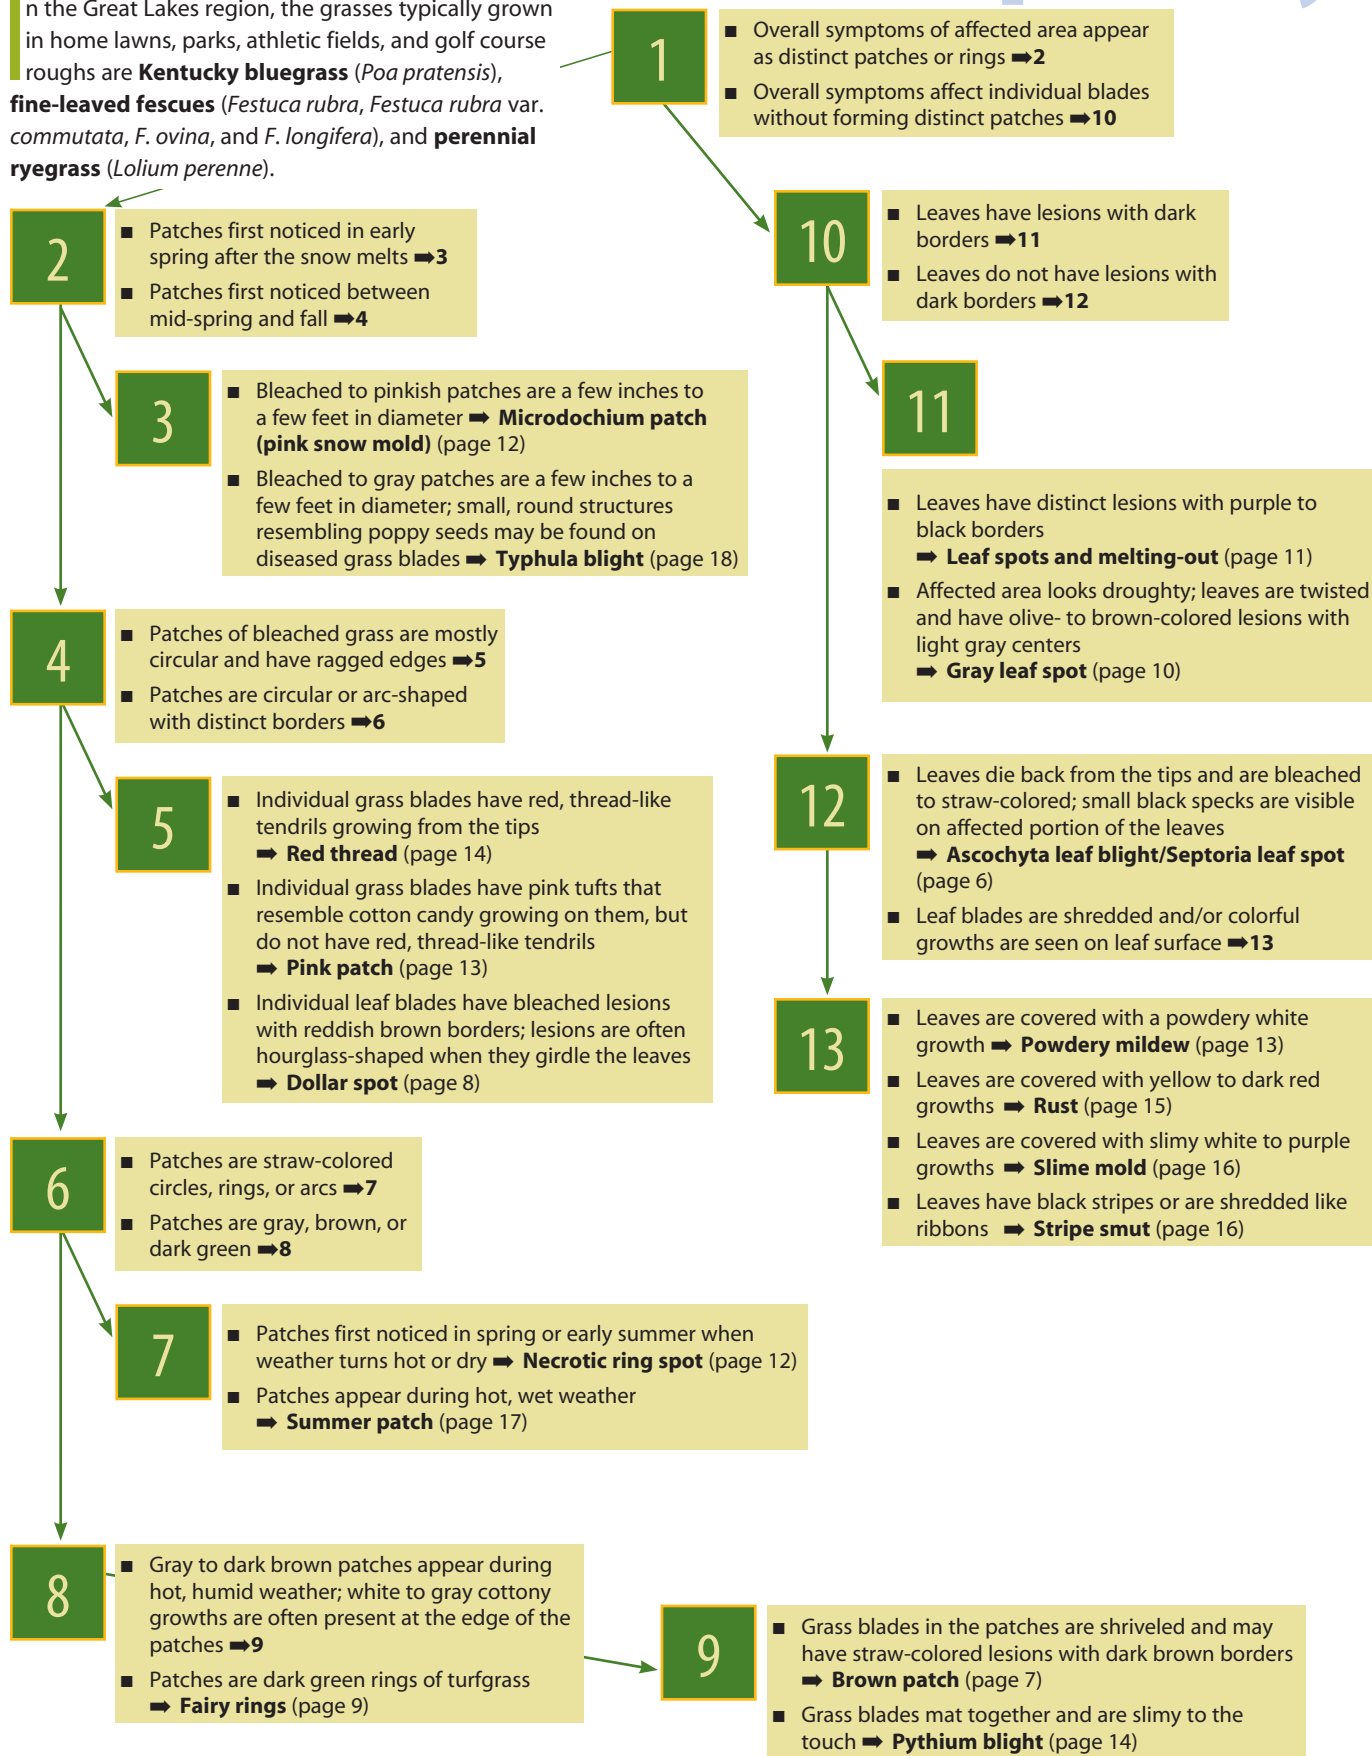 n the Great Lakes region, the grasses typically grown
in home lawns, parks, athletic fields, and golf course
roughs are Kentucky bluegrass (Poa pratensis),
fine-leaved fescues (Festuca rubra, Festuca rubra var.
commutata, F. ovina, and F. longifera), and perennial
ryegrass (Lolium perenne).
1
■ Overall symptoms of affected area appear
as distinct patches or rings ➡2
■ Overall symptoms affect individual blades
without forming distinct patches ➡10
2
■ Patches first noticed in early
spring after the snow melts ➡3
■ Patches first noticed between
mid-spring and fall ➡4
3
■ Bleached to pinkish patches are a few inches to
a few feet in diameter ➡ Microdochium patch
(pink snow mold) (page 12)
■ Bleached to gray patches are a few inches to a
few feet in diameter; small, round structures
resembling poppy seeds may be found on
diseased grass blades ➡ Typhula blight (page 18)
4
■ Patches of bleached grass are mostly
circular and have ragged edges ➡5
■ Patches are circular or arc-shaped
with distinct borders ➡6
5
■ Individual grass blades have red, thread-like
tendrils growing from the tips
➡ Red thread (page 14)
■ Individual grass blades have pink tufts that
resemble cotton candy growing on them, but
do not have red, thread-like tendrils
➡ Pink patch (page 13)
■ Individual leaf blades have bleached lesions
with reddish brown borders; lesions are often
hourglass-shaped when they girdle the leaves
➡ Dollar spot (page 8)
6
■ Patches are straw-colored
circles, rings, or arcs ➡7
■ Patches are gray, brown, or
dark green ➡8
7
■ Patches first noticed in spring or early summer when
weather turns hot or dry ➡ Necrotic ring spot (page 12)
■ Patches appear during hot, wet weather
➡ Summer patch (page 17)
8
■ Gray to dark brown patches appear during
hot, humid weather; white to gray cottony
growths are often present at the edge of the
patches ➡9
■ Patches are dark green rings of turfgrass
➡ Fairy rings (page 9)
9
■ Grass blades in the patches are shriveled and may
have straw-colored lesions with dark brown borders
➡ Brown patch (page 7)
■ Grass blades mat together and are slimy to the
touch ➡ Pythium blight (page 14)
10
■ Leaves have lesions with dark
borders ➡11
■ Leaves do not have lesions with
dark borders ➡12
11
■ Leaves have distinct lesions with purple to
black borders
➡ Leaf spots and melting-out (page 11)
■ Affected area looks droughty; leaves are twisted
and have olive- to brown-colored lesions with
light gray centers
➡ Gray leaf spot (page 10)
12
■ Leaves die back from the tips and are bleached
to straw-colored; small black specks are visible
on affected portion of the leaves
➡ Ascochyta leaf blight/Septoria leaf spot
(page 6)
■ Leaf blades are shredded and/or colorful
growths are seen on leaf surface ➡13
13
■ Leaves are covered with a powdery white
growth ➡ Powdery mildew (page 13)
■ Leaves are covered with yellow to dark red
growths ➡ Rust (page 15)
■ Leaves are covered with slimy white to purple
growths ➡ Slime mold (page 16)
■ Leaves have black stripes or are shredded like
ribbons ➡ Stripe smut (page 16)